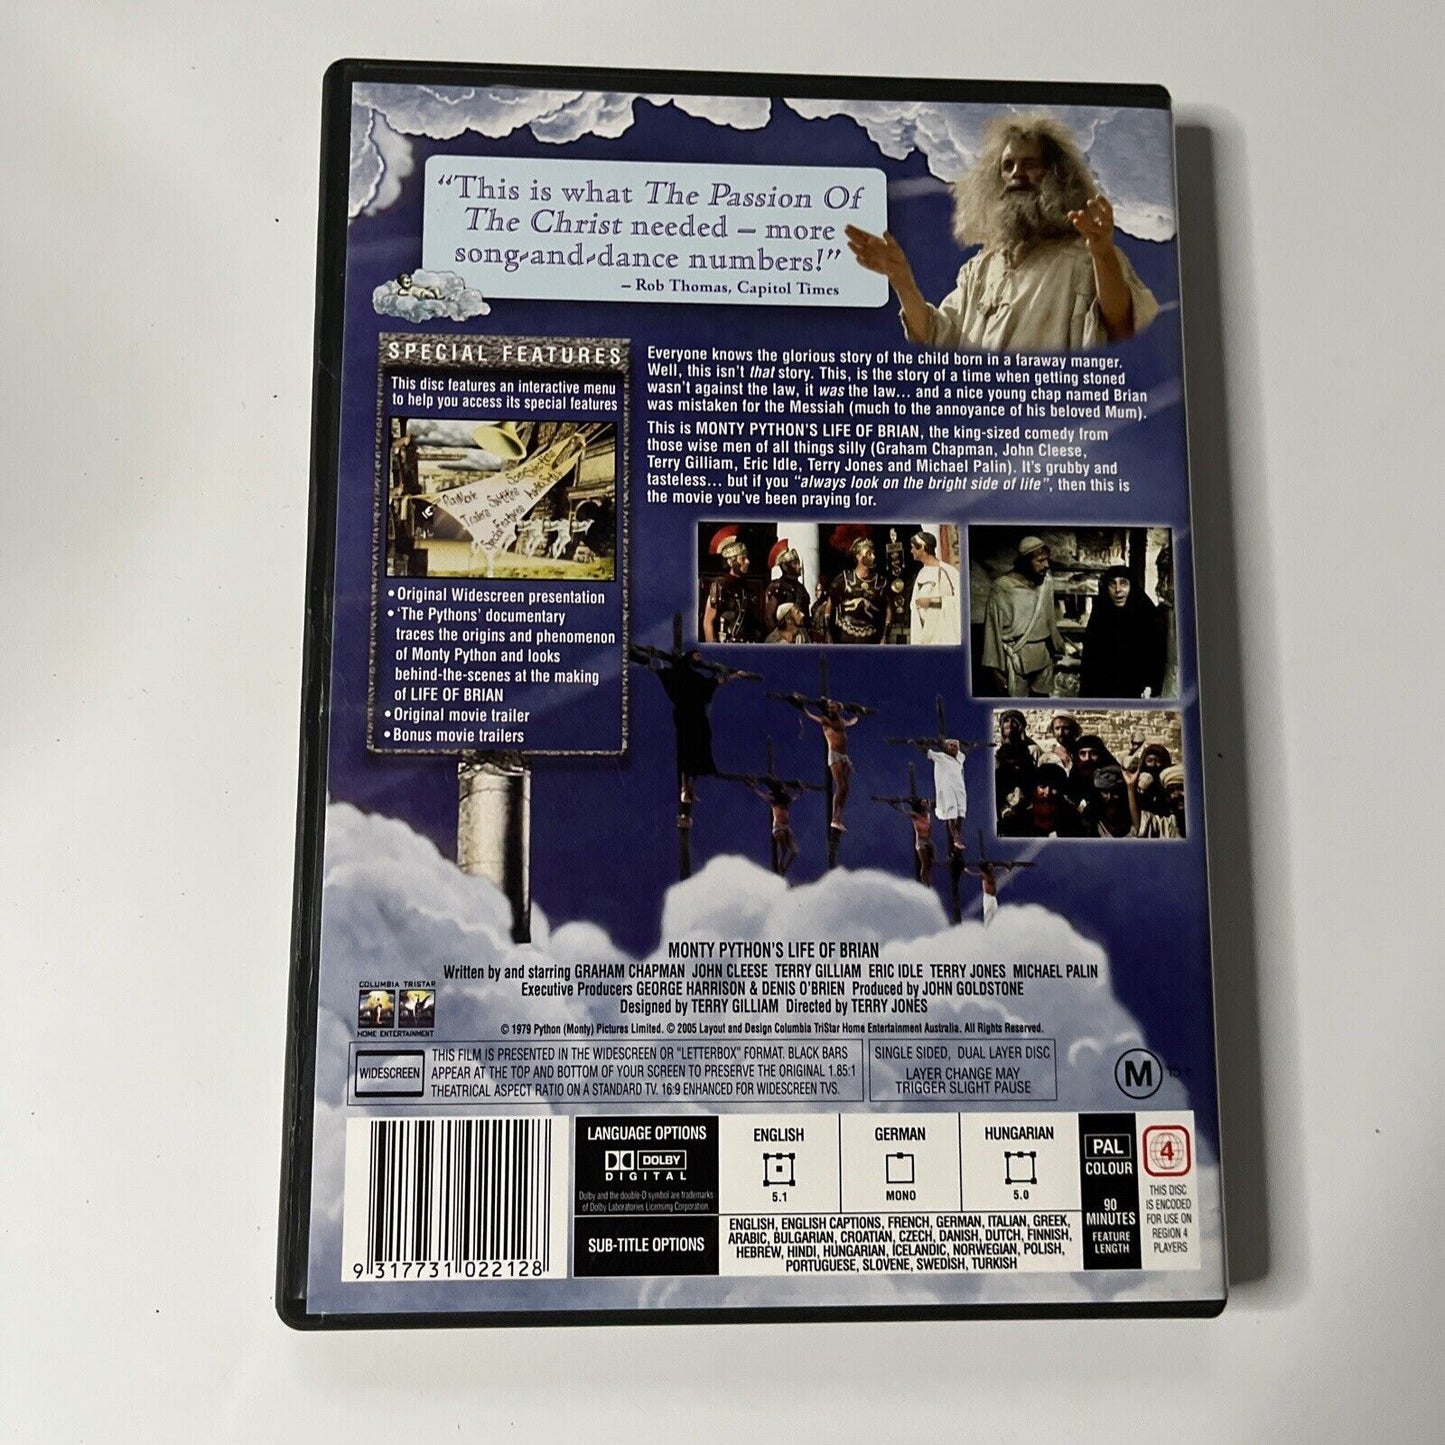 “This is what The Passion Of
The Christ needed – more
song-and-dance numbers!”
– Rob Thomas, Capitol Times
SPECIAL FEATURES
This disc features an interactive menu
to help you access its special features
• Original Widescreen presentation
• ‘The Pythons’ documentary
traces the origins and phenomenon
of Monty Python and looks
behind-the-scenes at the making
of LIFE OF BRIAN
• Original movie trailer
• Bonus movie trailers
Everyone knows the glorious story of the child born in a faraway manger.
Well, this isn’t that story. This, is the story of a time when getting stoned
wasn’t against the law, it was the law... and a nice young chap named Brian
was mistaken for the Messiah (much to the annoyance of his beloved Mum).
This is MONTY PYTHON’S LIFE OF BRIAN, the king-sized comedy from
those wise men of all things silly (Graham Chapman, John Cleese,
Terry Gilliam, Eric Idle, Terry Jones and Michael Palin). It’s grubby and
tasteless... but if you “always look on the bright side of life”, then this is
the movie you’ve been praying for.
MONTY PYTHON’S LIFE OF BRIAN
Written by and starring GRAHAM CHAPMAN JOHN CLEESE TERRY GILLIAM ERIC IDLE TERRY JONES MICHAEL PALIN
Executive Producers GEORGE HARRISON & DENIS O’BRIEN Produced by JOHN GOLDSTONE
Designed by TERRY GILLIAM Directed by TERRY JONES
© 1979 Python (Monty) Pictures Limited. © 2005 Layout and Design Columbia TriStar Home Entertainment Australia. All Rights Reserved.
COLUMBIA TRISTAR
HOME ENTERTAINMENT
WIDESCREEN
THIS FILM IS PRESENTED IN THE WIDESCREEN OR "LETTERBOX" FORMAT. BLACK BARS
APPEAR AT THE TOP AND BOTTOM OF YOUR SCREEN TO PRESERVE THE ORIGINAL 1.85:1
THEATRICAL ASPECT RATIO ON A STANDARD TV. 16:9 ENHANCED FOR WIDESCREEN TVS.
SINGLE SIDED, DUAL LAYER DISC
LAYER CHANGE MAY
TRIGGER SLIGHT PAUSE
M
9 317731 022128
LANGUAGE OPTIONS
DOLBY
DIGITAL
Dolby and the double-D symbol are trademarks
of Dolby Laboratories Licensing Corporation.
ENGLISH
5.1
GERMAN
MONO
HUNGARIAN
5.0
SUB-TITLE OPTIONS
ENGLISH, ENGLISH CAPTIONS, FRENCH, GERMAN, ITALIAN, GREEK,
ARABIC, BULGARIAN, CROATIAN, CZECH, DANISH, DUTCH, FINNISH,
HEBREW, HINDI, HUNGARIAN, ICELANDIC, NORWEGIAN, POLISH,
PORTUGUESE, SLOVENE, SWEDISH, TURKISH
PAL
COLOUR
90
MINUTES
FEATURE
LENGTH
4
THIS DISC
IS ENCODED
FOR USE ON
REGION 4
PLAYERS